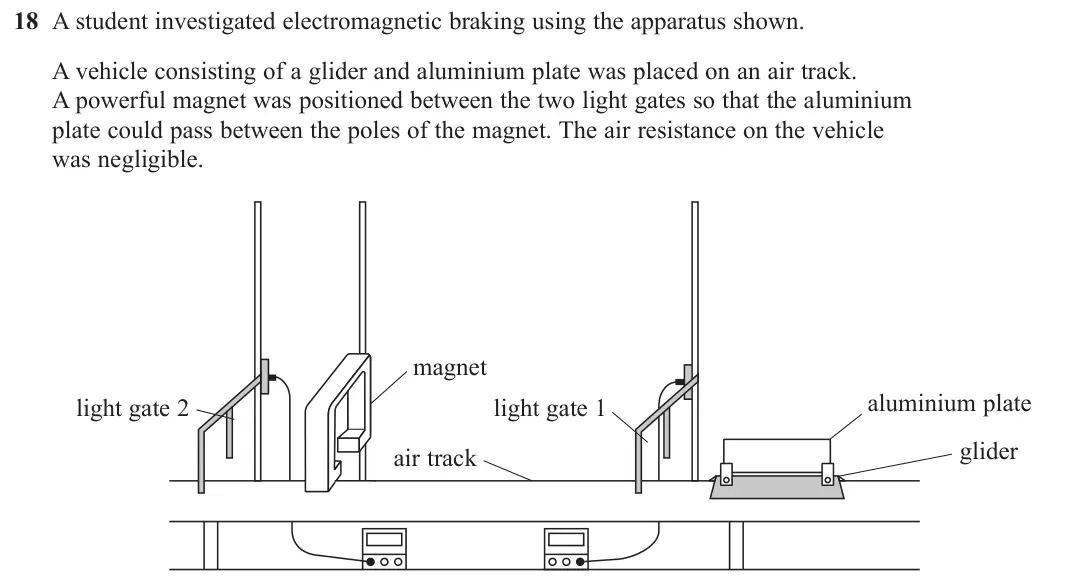 18 A student investigated electromagnetic braking using the apparatus shown.
A vehicle consisting of a glider and aluminium plate was placed on an air track.
A powerful magnet was positioned between the two light gates so that the aluminium
plate could pass between the poles of the magnet. The air resistance on the vehicle
was negligible.
magnet
light gate 2
light gate 1
aluminium plate
air track
glider